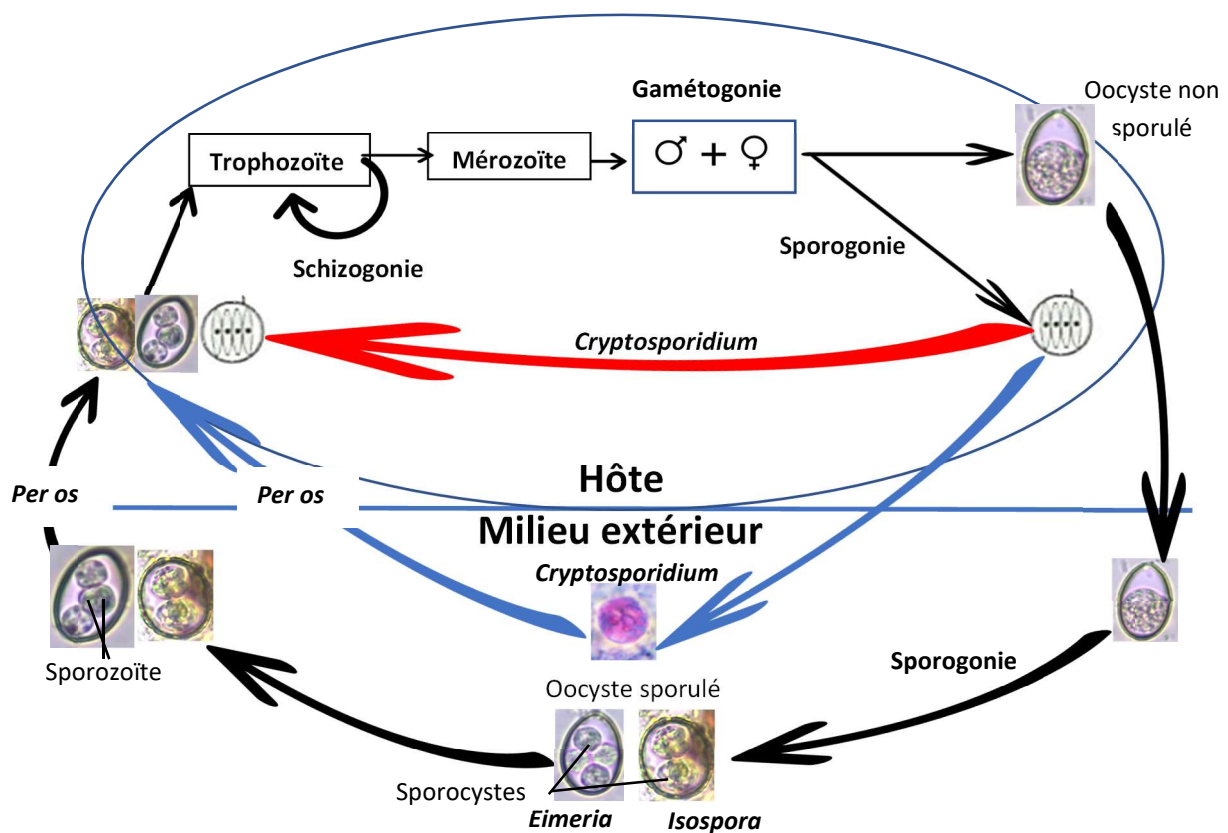 Gamétogonie
Oocyste non
sporulé
Trophozoïte
Mérozoïte
♂ + ♀
Schizogonie
Sporogonie
Cryptosporidium
Per os
Per os
Hôte
Milieu extérieur
Cryptosporidium
Sporozoïte
Sporogonie
Oocyste sporulé
Sporocystes
Eimeria
Isospora